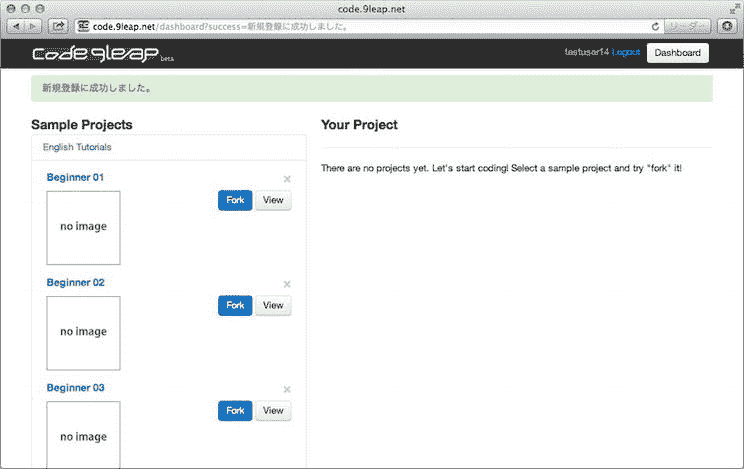 code.9leap.net
code.9leap.net/dashboard?success=新規登録に成功しました。
リーダー
code.9leap beta
testuser14 Logout Dashboard
新規登録に成功しました。
Sample Projects
Your Project
English Tutorials
There are no projects yet. Let's start coding! Select a sample project and try "fork" it!
Beginner 01
×
Fork View
no image
Beginner 02
×
Fork View
no image
Beginner 03
×
Fork View
no image